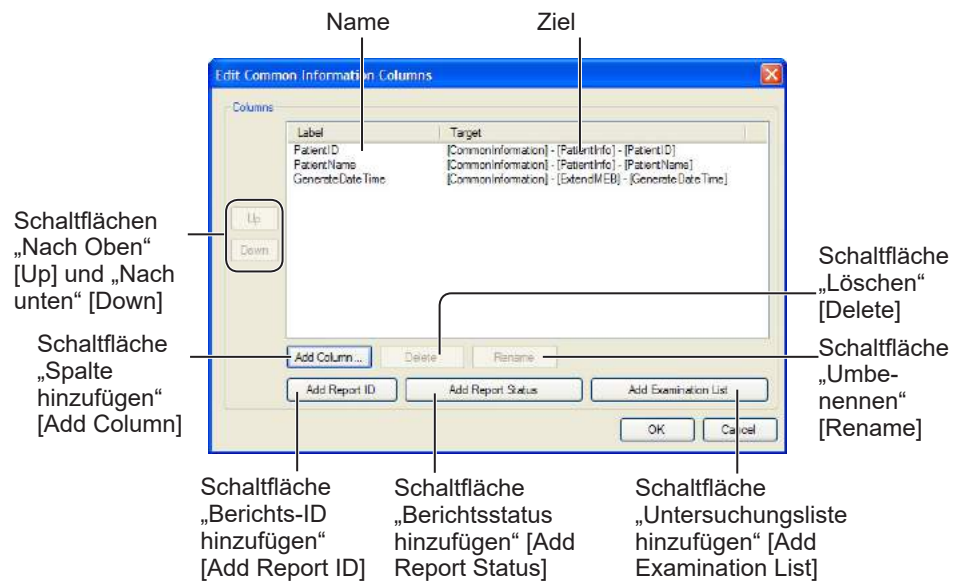 Name
Ziel
Edit Common Information Columns
Columns
Label Target
PatientID [CommonInformation] - [PatientInfo] - [PatientID]
PatientName [CommonInformation] - [PatientInfo] - [PatientName]
GenerateDateTime [CommonInformation] - [ExtendMEB] - [GenerateDateTime]
Up
Down
Schaltflächen
„Nach Oben“
[Up] und „Nach
unten“ [Down]
Schaltfläche
„Löschen“
[Delete]
Schaltfläche
„Spalte
hinzufügen“
[Add Column]
Add Column ... Delete Rename
Schaltfläche
„Umbe-
nennen“
[Rename]
Add Report ID Add Report Status Add Examination List
OK Cancel
Schaltfläche
„Berichts-ID
hinzufügen“
[Add Report ID]
Schaltfläche
„Berichtsstatus
hinzufügen“ [Add
Report Status]
Schaltfläche
„Untersuchungsliste
hinzufügen“ [Add
Examination List]